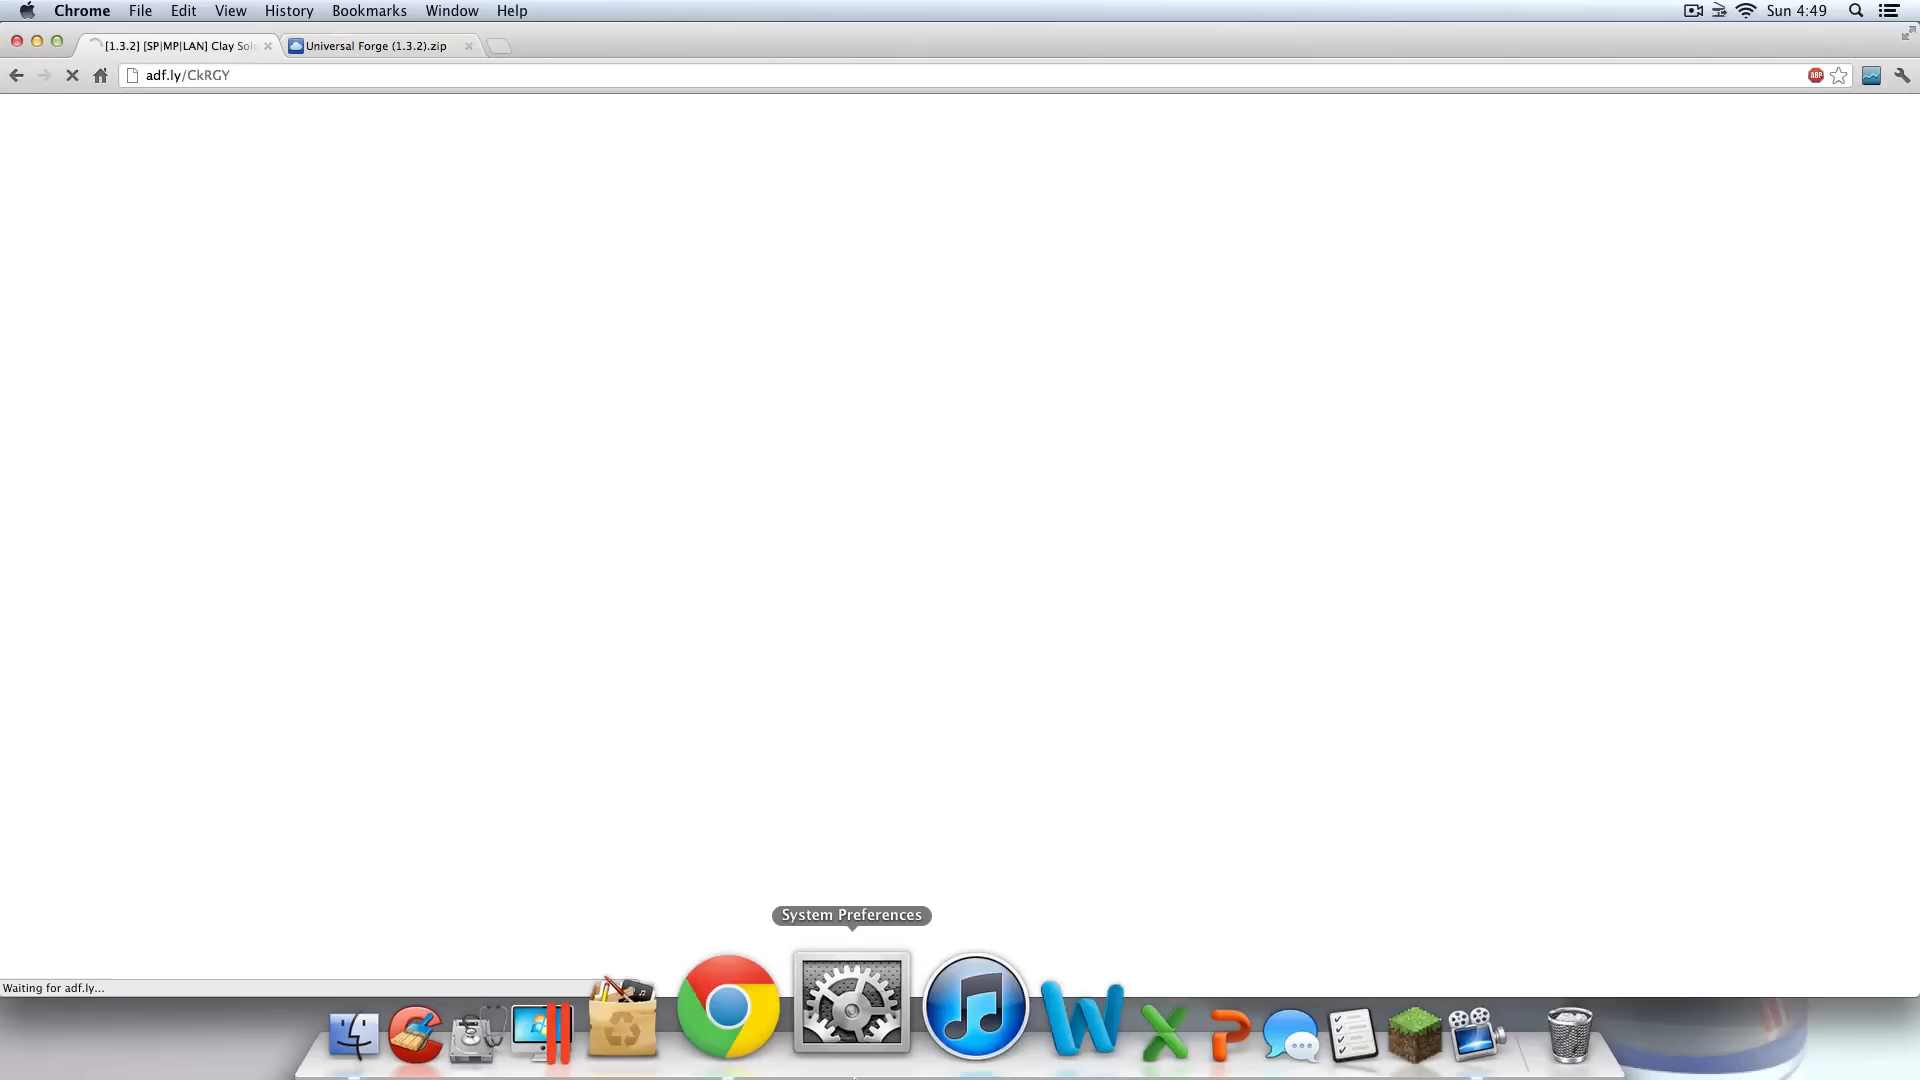 Chrome File Edit View History Bookmarks Window Help Sun 4:49
[1.3.2] [SP|MP|LAN] Clay Sol Universal Forge (1.3.2).zip
adf.ly/CkRGY ABP
System Preferences
Waiting for adf.ly...